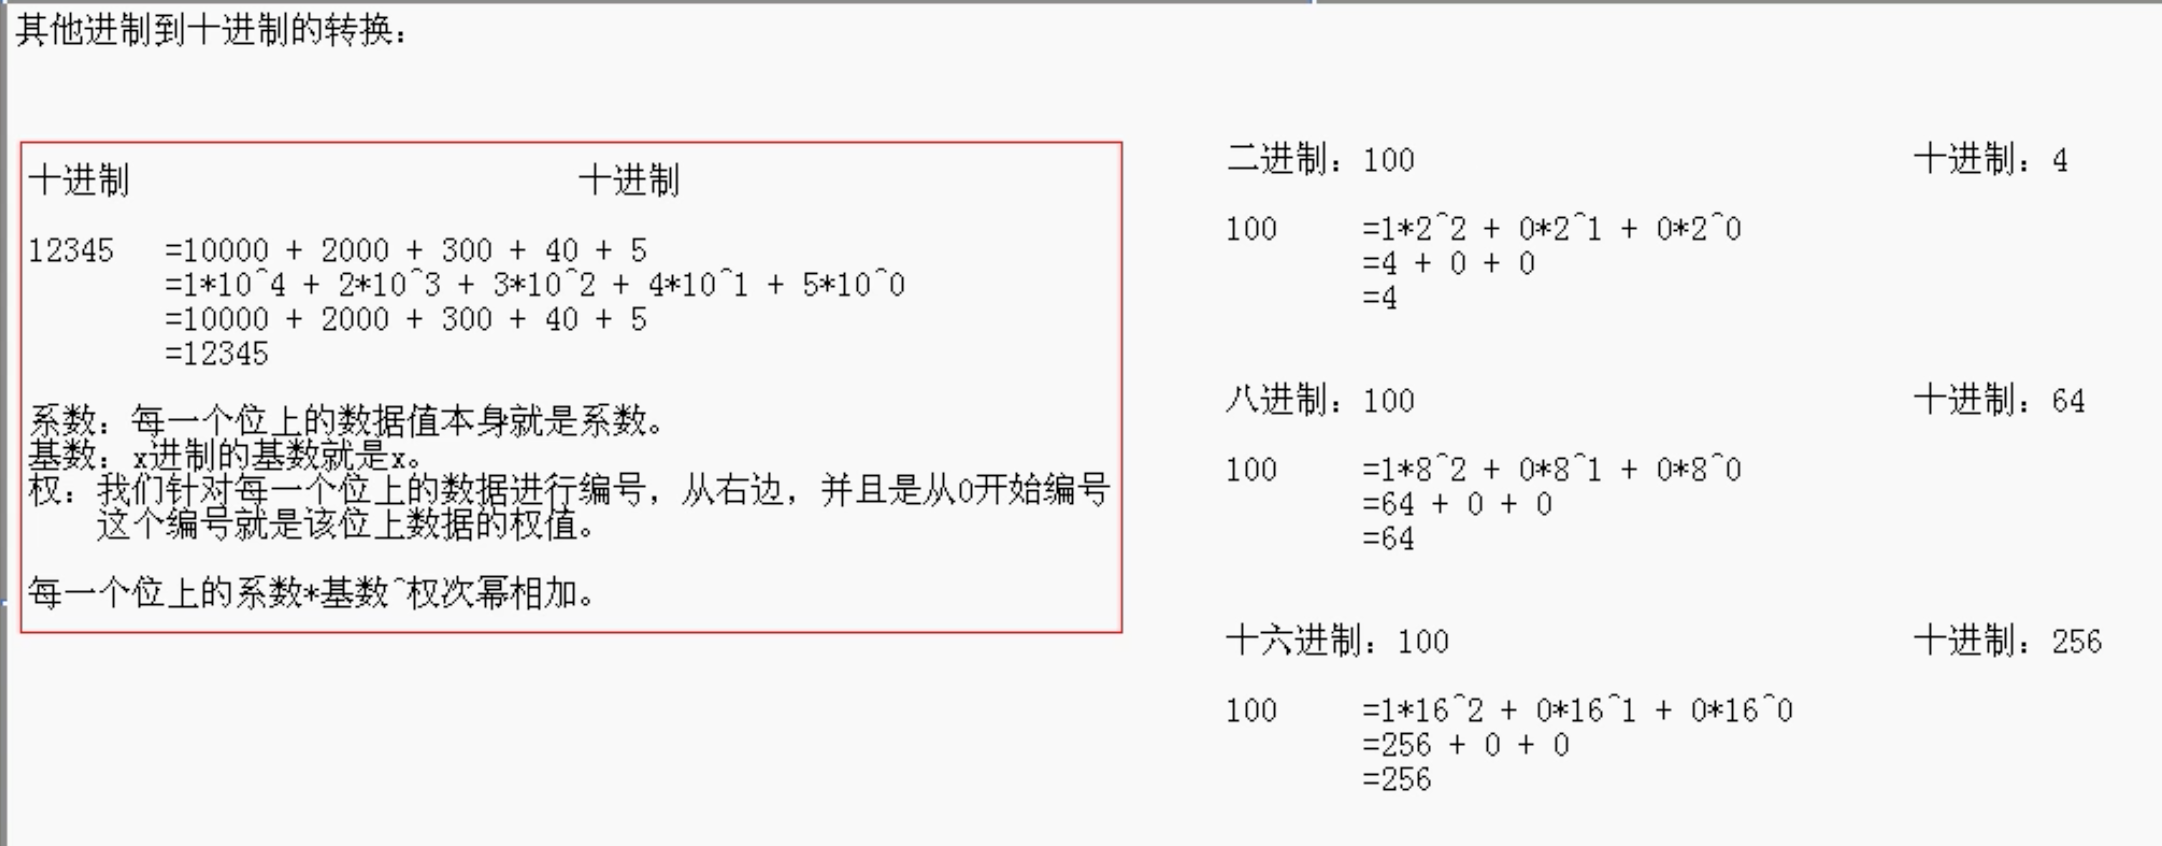 其他进制到十进制的转换：
十进制 十进制
12345 =10000 + 2000 + 300 + 40 + 5
=1*10^4 + 2*10^3 + 3*10^2 + 4*10^1 + 5*10^0
=10000 + 2000 + 300 + 40 + 5
=12345
系数：每一个位上的数据值本身就是系数。
基数：x进制的基数就是x。
权：我们针对每一个位上的数据进行编号，从右边，并且是从0开始编号
这个编号就是该位上数据的权值。
每一个位上的系数*基数^权次幂相加。
二进制：100 十进制：4
100 =1*2^2 + 0*2^1 + 0*2^0
=4 + 0 + 0
=4
八进制：100 十进制：64
100 =1*8^2 + 0*8^1 + 0*8^0
=64 + 0 + 0
=64
十六进制：100 十进制：256
100 =1*16^2 + 0*16^1 + 0*16^0
=256 + 0 + 0
=256